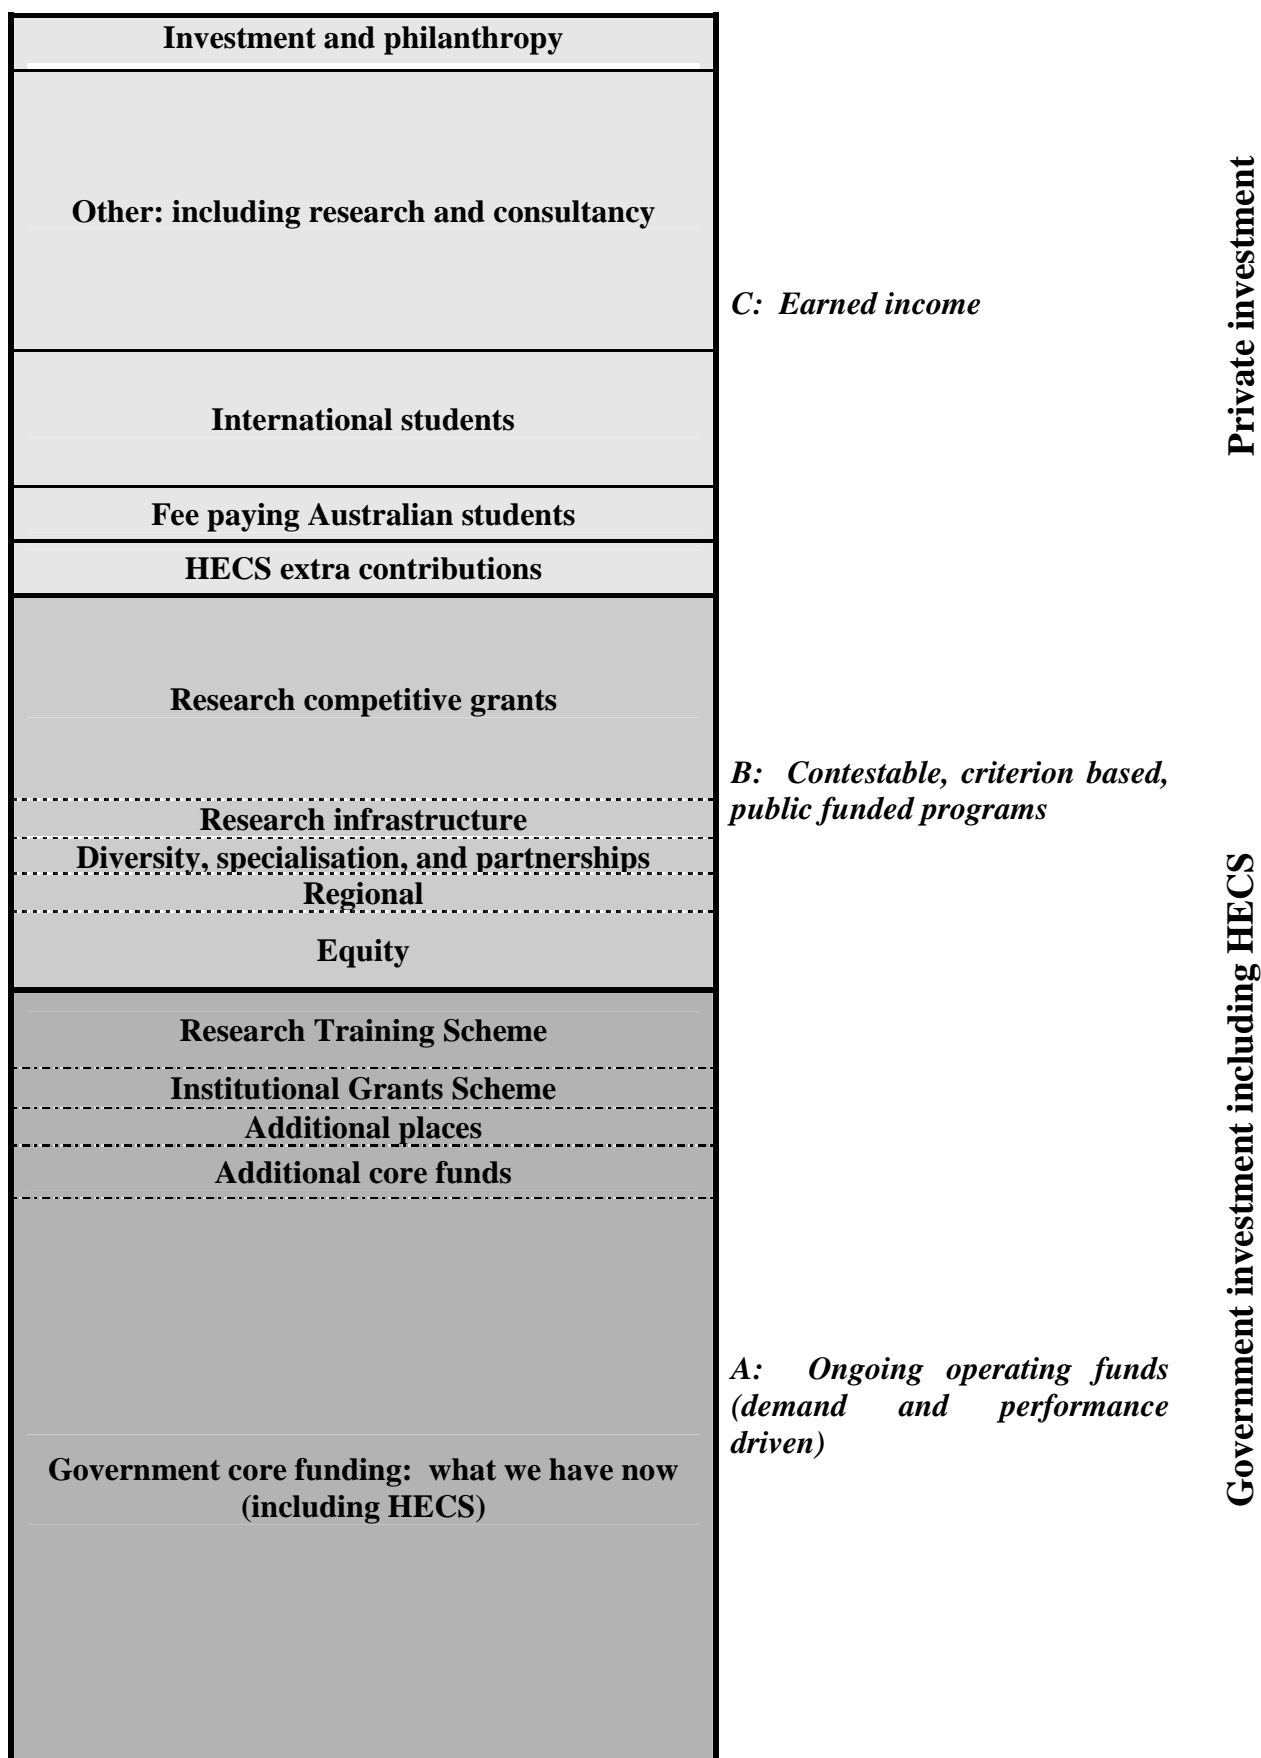 Investment and philanthropy
Other: including research and consultancy
C: Earned income
International students
Fee paying Australian students
HECS extra contributions
Private investment
Research competitive grants
B: Contestable, criterion based,
public funded programs
Research infrastructure
Diversity, specialisation, and partnerships
Regional
Equity
Research Training Scheme
Institutional Grants Scheme
Additional places
Additional core funds
A: Ongoing operating funds
(demand and performance
driven)
Government core funding: what we have now
(including HECS)
Government investment including HECS